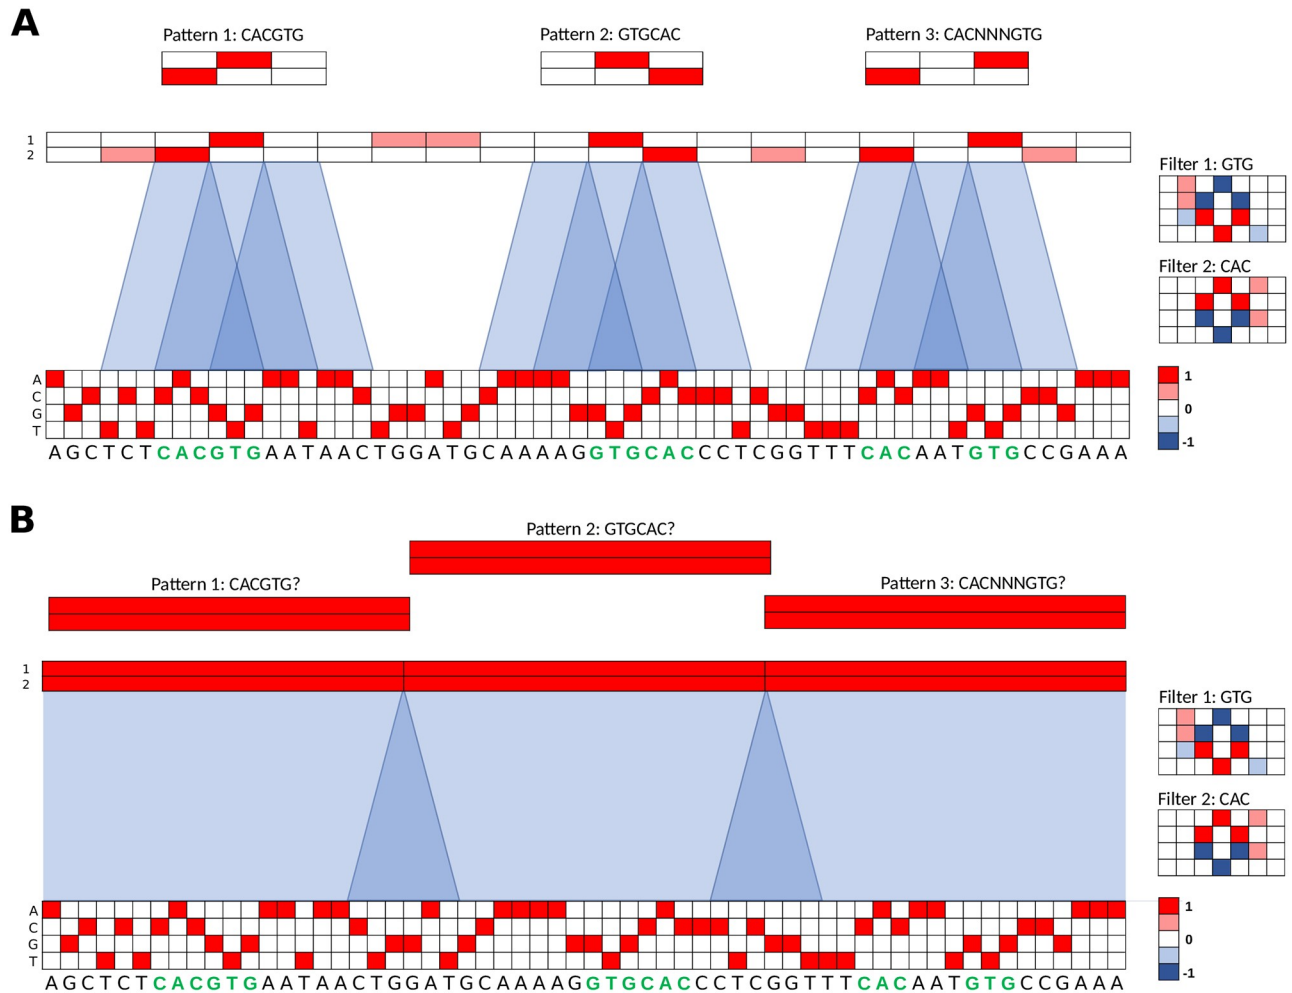 A
Pattern 1: CACGTG
Pattern 2: GTGCAC
Pattern 3: CACNNNGTG
1
2
Filter 1: GTG
Filter 2: CAC
A
C
G
T
1
0
-1
AGCTCTCACGTGAATAACTGGATGCAAAAGGTGCACCCTCGGTTTCACAATGTGCCGAAA
B
Pattern 2: GTGCAC?
Pattern 1: CACGTG?
Pattern 3: CACNNNGTG?
1
2
Filter 1: GTG
Filter 2: CAC
A
C
G
T
1
0
-1
AGCTCTCACGTGAATAACTGGATGCAAAAGGTGCACCCTCGGTTTCACAATGTGCCGAAA